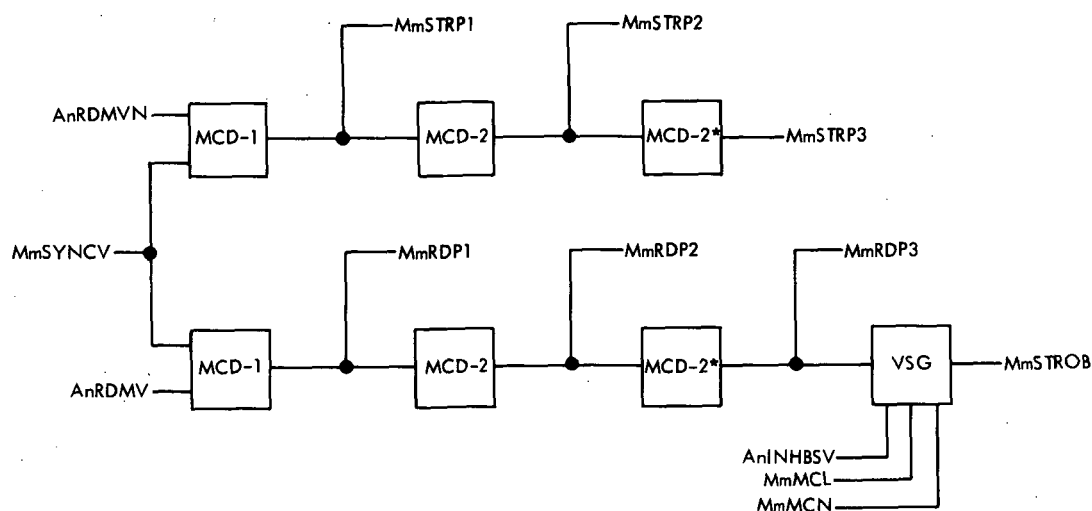 MmSTRP1
MmSTRP2
AnRDMVN
MCD-1
MCD-2
MCD-2*
MmSTRP3
MmSYNCV
MmRDP1
MmRDP2
MmRDP3
MCD-1
MCD-2
MCD-2*
VSG
MmSTROB
AnRDMV
AnINHBSV
MmMCL
MmMCN